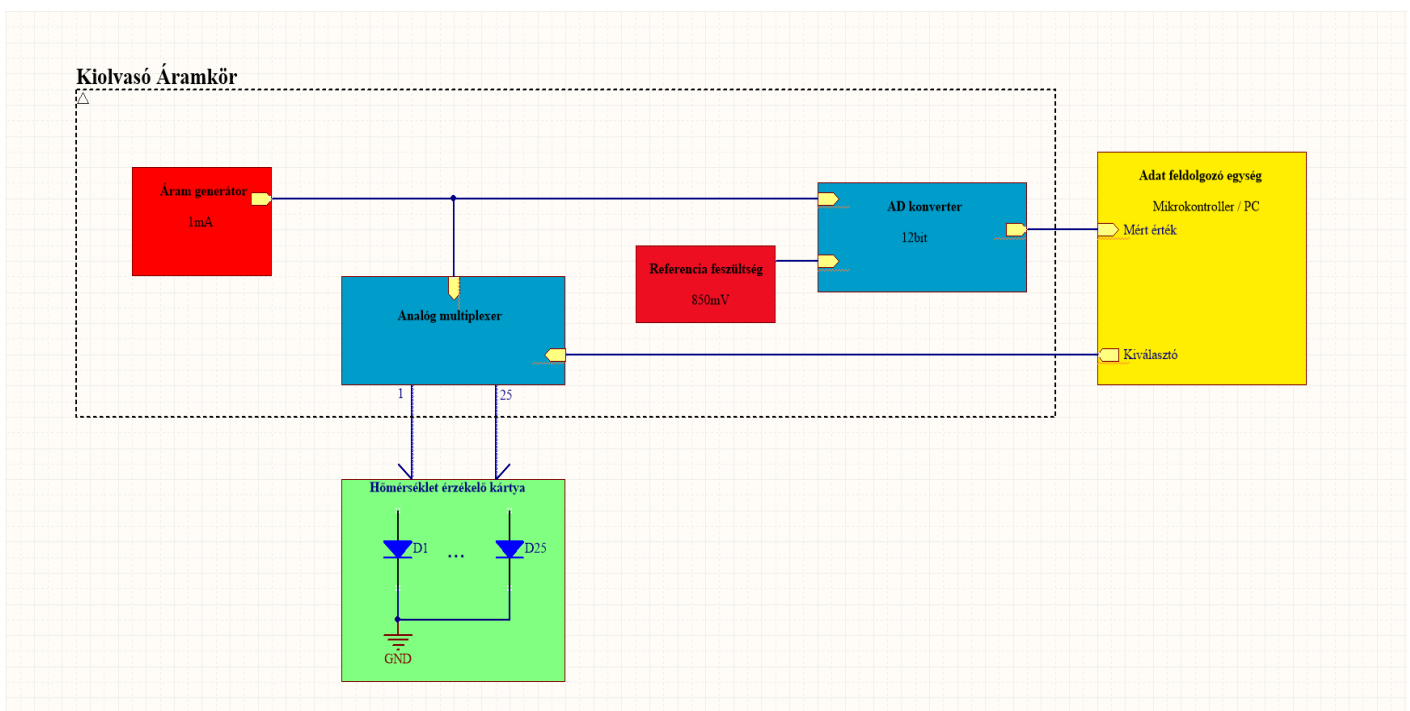 Kiolvasó Áramkör
Áram generátor
1mA
Analóg multiplexer
1
25
Referencia feszültség
850mV
AD konverter
12bit
Adat feldolgozó egység
Mikrokontroller / PC
Mért érték
Kiválasztó
Hőmérséklet érzékelő kártya
D1
...
D25
GND